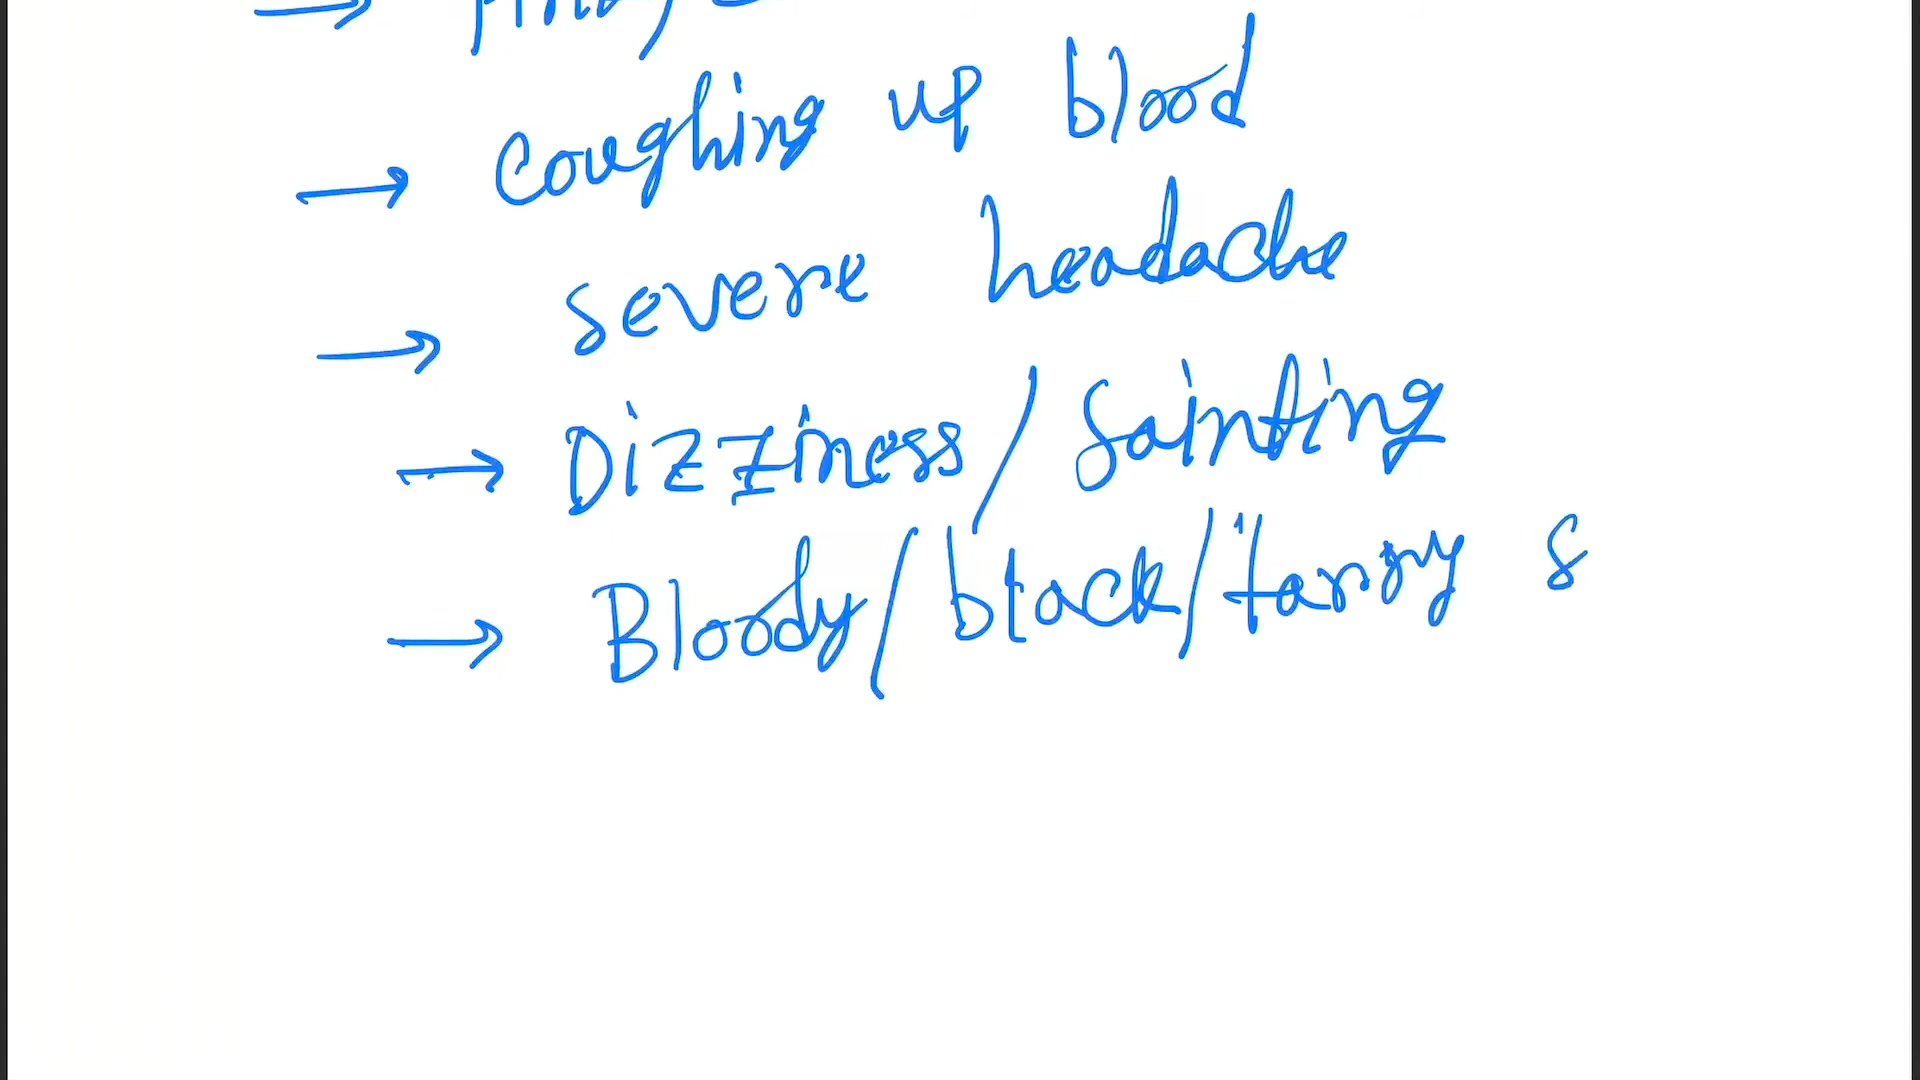 → Coughing up blood
→ severe headache
→ Dizziness / fainting
→ Bloody / black / tarry s